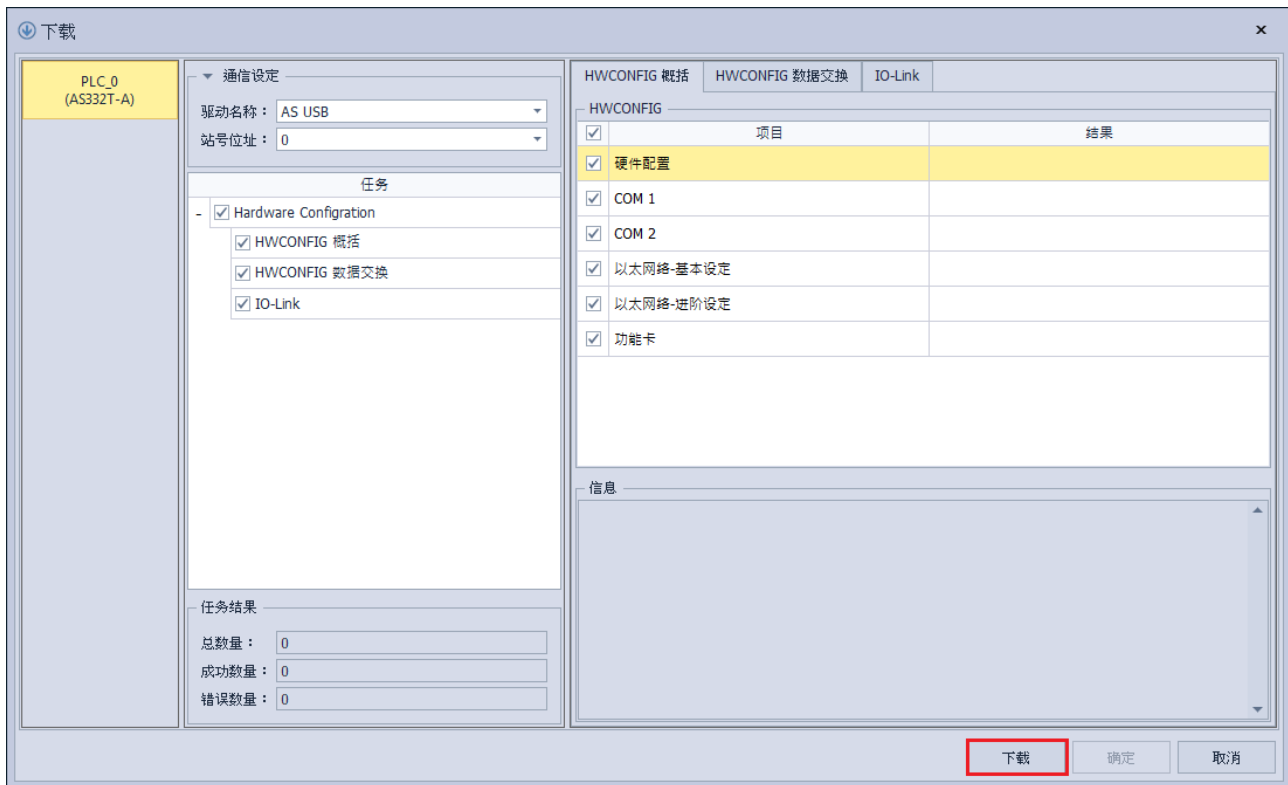 下载
PLC_0
(AS332T-A)
通信设定
驱动名称： AS USB
站号位址： 0
任务
Hardware Configration
HWCONFIG 概括
HWCONFIG 数据交换
IO-Link
任务结果
总数量： 0
成功数量： 0
错误数量： 0
HWCONFIG 概括 HWCONFIG 数据交换 IO-Link
HWCONFIG
项目 结果
硬件配置
COM 1
COM 2
以太网络-基本设定
以太网络-进阶设定
功能卡
信息
下载 确定 取消